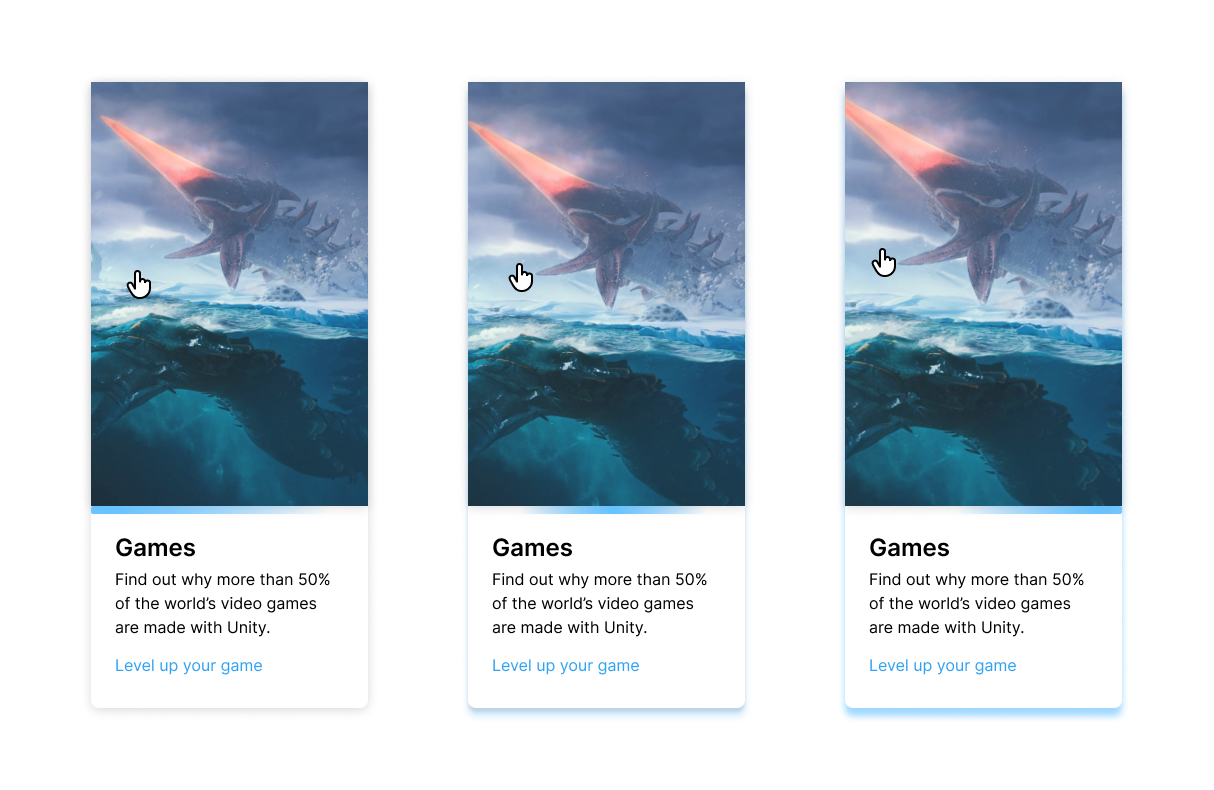 Games
Find out why more than 50%
of the world’s video games
are made with Unity.
Level up your game
Games
Find out why more than 50%
of the world’s video games
are made with Unity.
Level up your game
Games
Find out why more than 50%
of the world’s video games
are made with Unity.
Level up your game